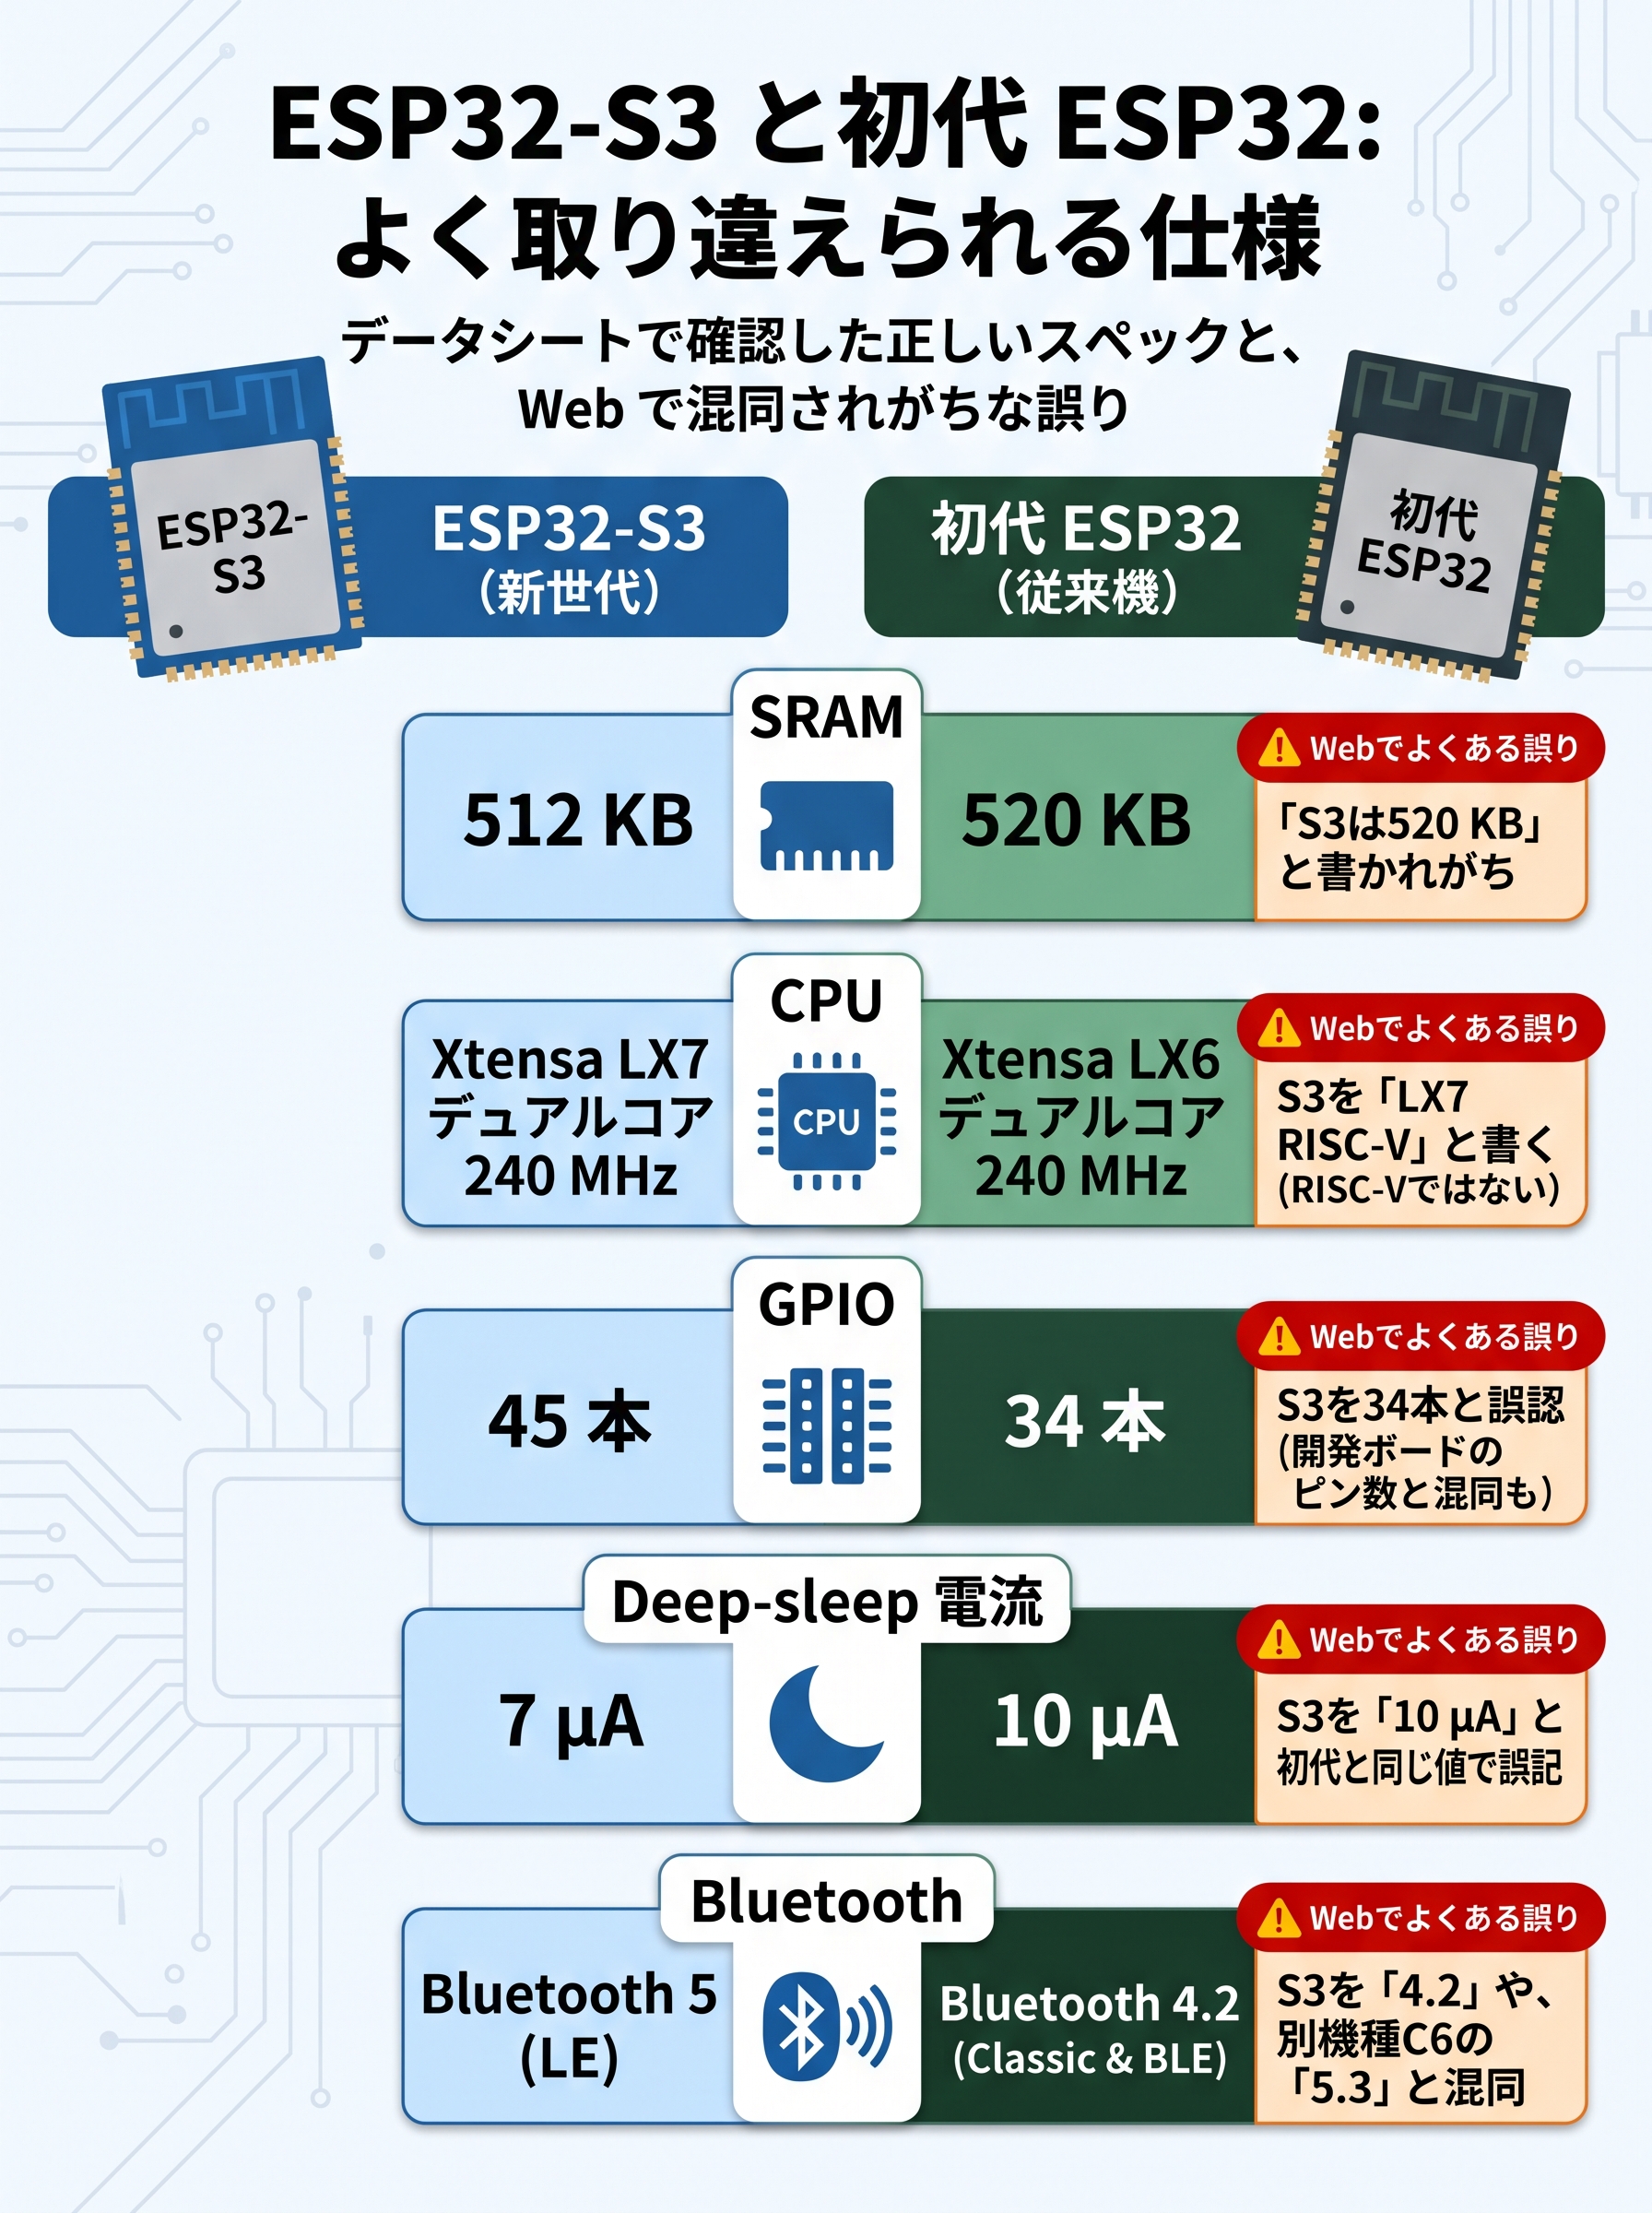 ESP32-S3 と初代 ESP32:
よく取り違えられる仕様
データシートで確認した正しいスペックと、
Web で混同されがちな誤り
ESP32-
S3
ESP32-S3
（新世代）
初代 ESP32
（従来機）
初代
ESP32
SRAM
512 KB
520 KB
Webでよくある誤り
「S3は520 KB」
と書かれがち
CPU
Xtensa LX7
デュアルコア
240 MHz
CPU
Xtensa LX6
デュアルコア
240 MHz
Webでよくある誤り
S3を「LX7
RISC-V」と書く
(RISC-Vではない)
GPIO
45 本
34 本
Webでよくある誤り
S3を34本と誤認
(開発ボードの
ピン数と混同も)
Deep-sleep 電流
7 µA
10 µA
Webでよくある誤り
S3を「10 µA」と
初代と同じ値で誤記
Bluetooth
Bluetooth 5
(LE)
Bluetooth 4.2
(Classic & BLE)
Webでよくある誤り
S3を「4.2」や、
別機種C6の
「5.3」と混同